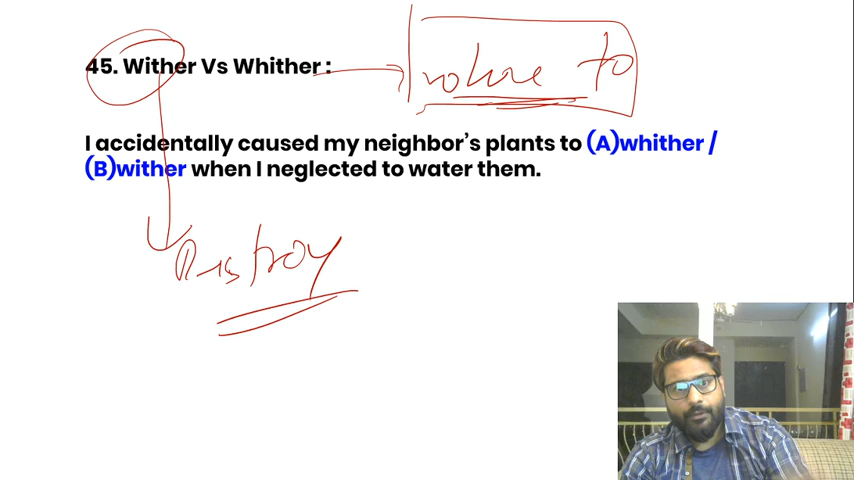 45. Wither Vs Whither :
where to
I accidentally caused my neighbor's plants to (A)whither /
(B)wither when I neglected to water them.
Destroy